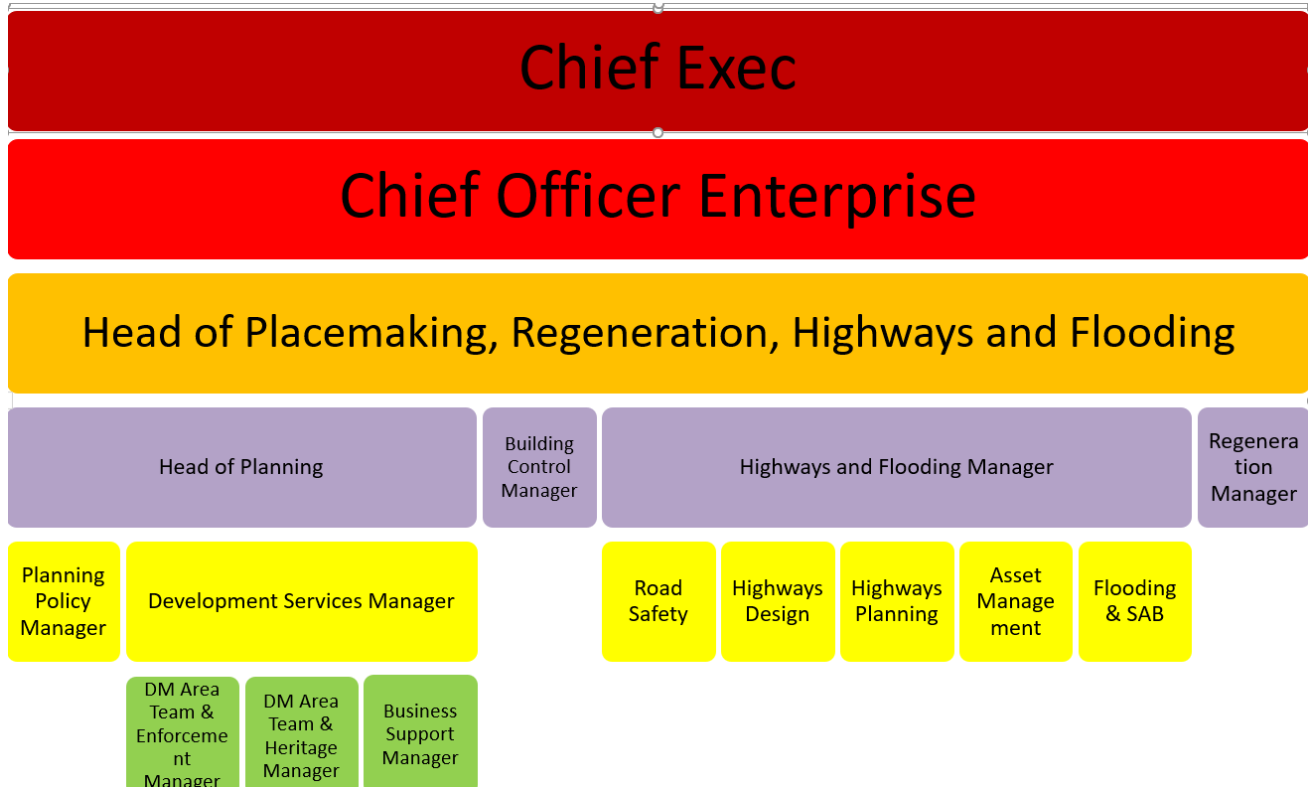 Chief Exec
Chief Officer Enterprise
Head of Placemaking, Regeneration, Highways and Flooding
Head of Planning
Building
Control
Manager
Highways and Flooding Manager
Regenera
tion
Manager
Planning
Policy
Manager
Development Services Manager
Road
Safety
Highways
Design
Highways
Planning
Asset
Manage
ment
Flooding
& SAB
DM Area
Team &
Enforceme
nt
Manager
DM Area
Team &
Heritage
Manager
Business
Support
Manager